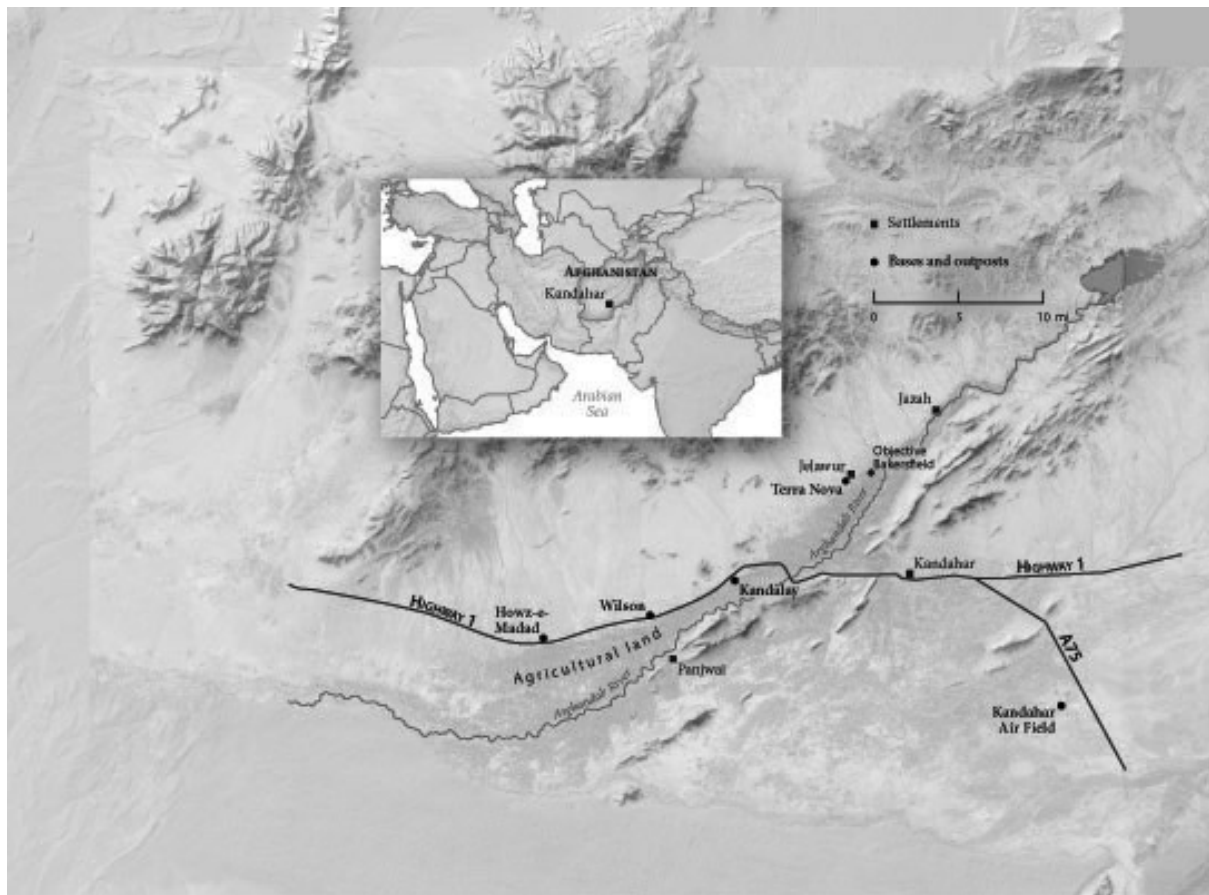 AFGHANISTAN
Kandahar
Arabian
Sea
Settlements
Bases and outposts
0 5 10 mi
Jazah
Objective
Bakersfield
Jelawur
Terra Nova
Arghandab River
Kandahar
HIGHWAY 1
Kandalay
Wilson
HIGHWAY 1
Howz-e-
Madad
Agricultural land
Panjwai
Arghandab River
A75
Kandahar
Air Field